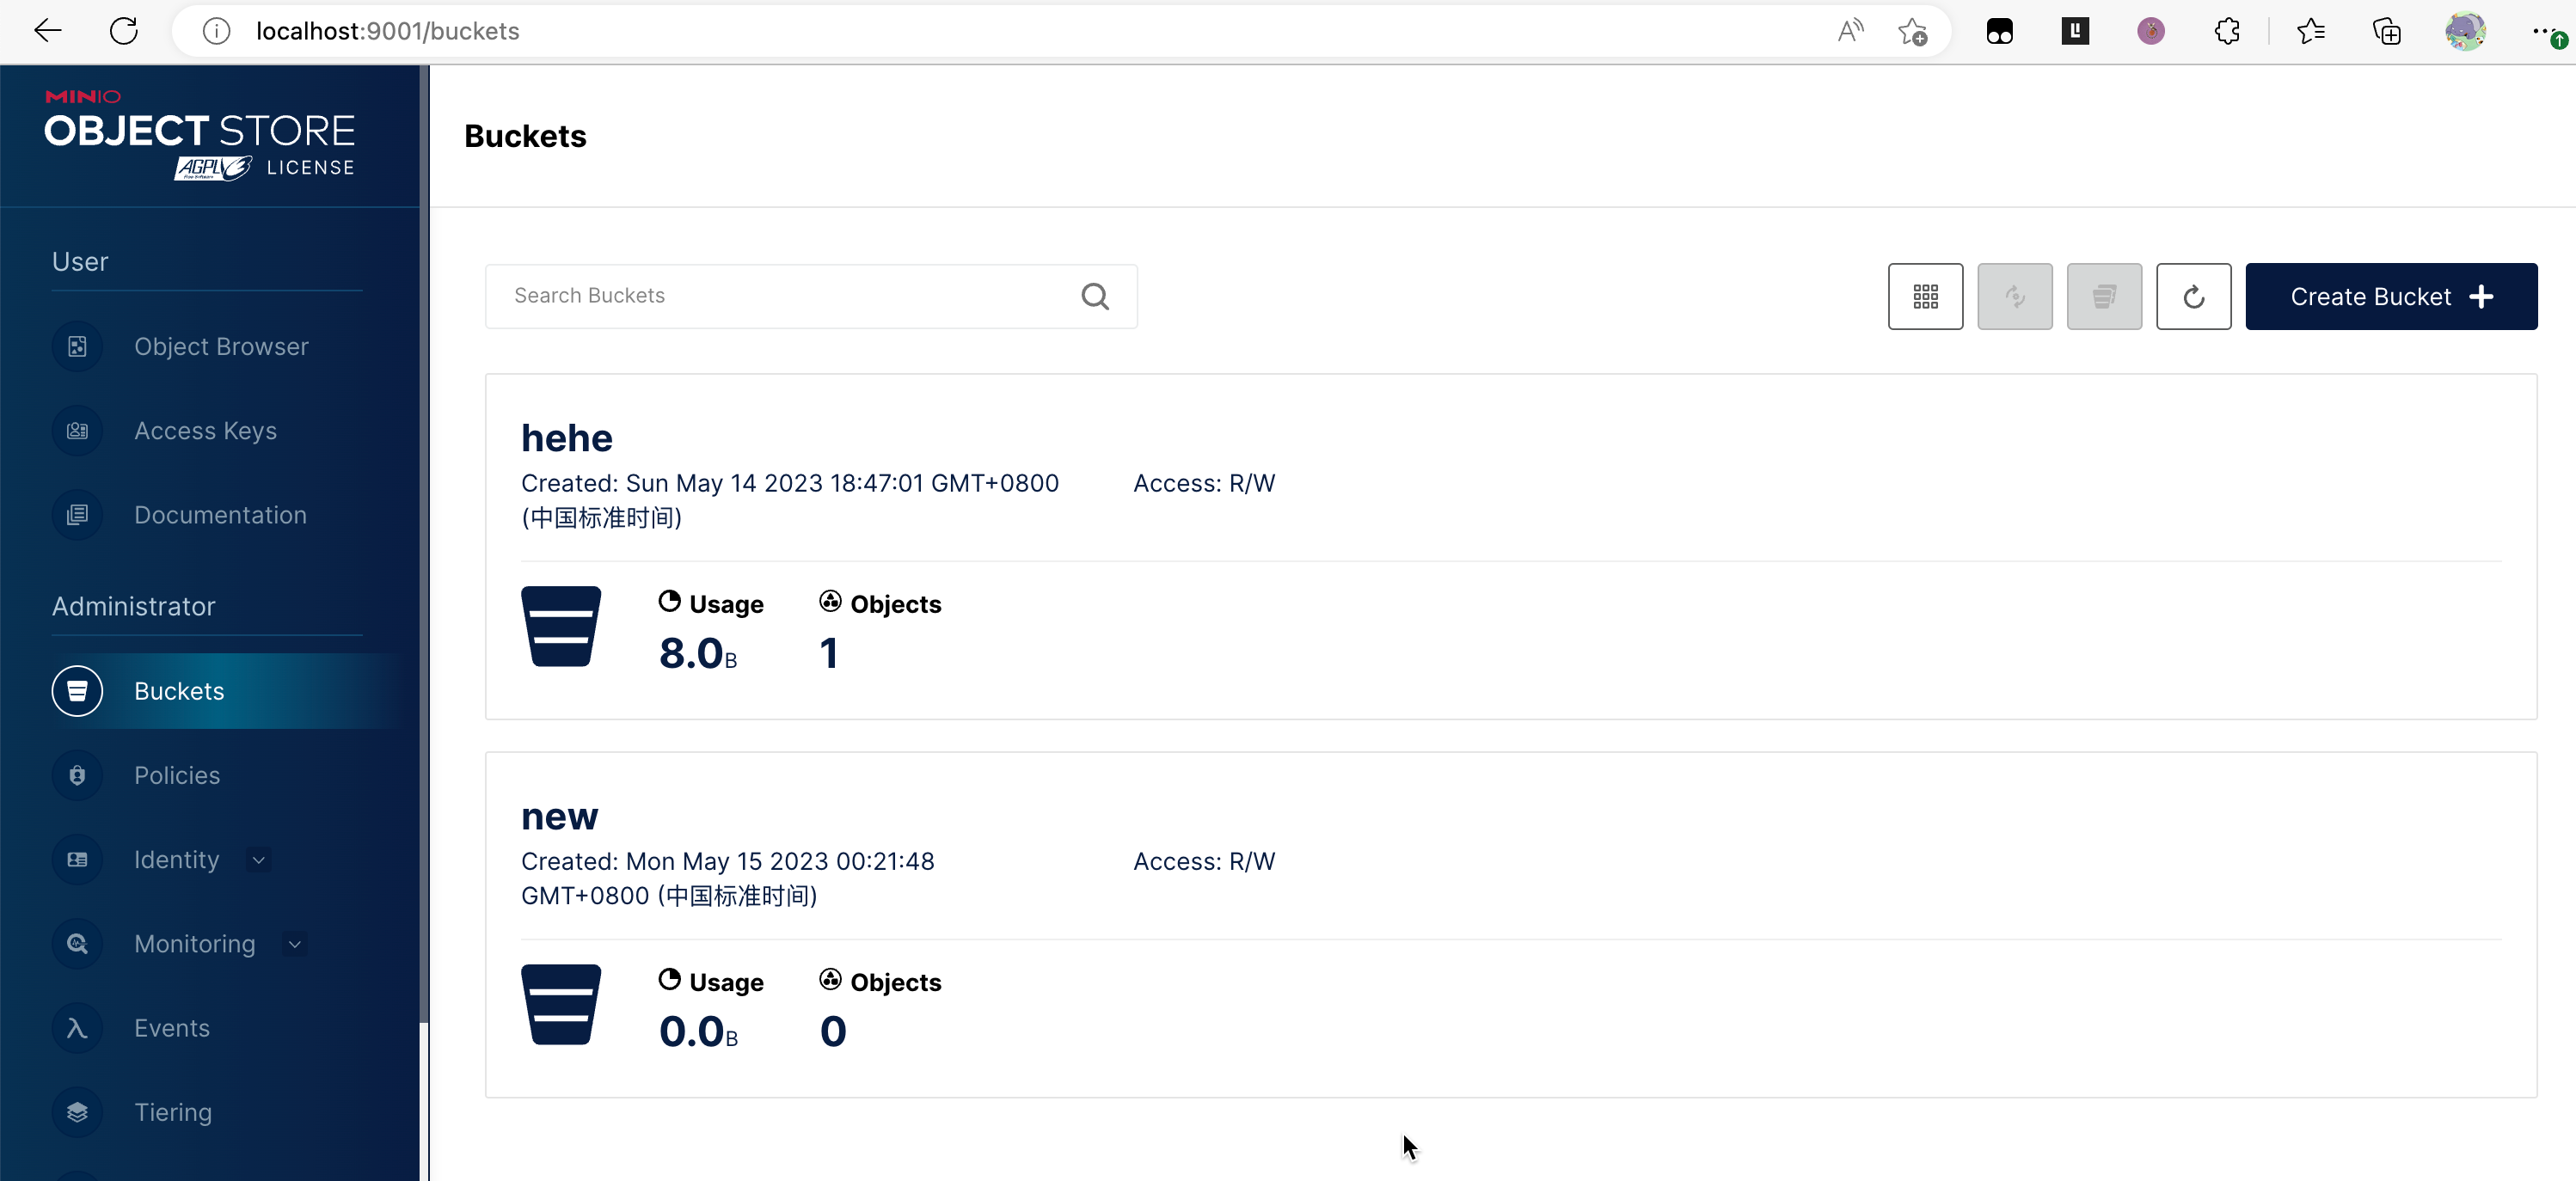 localhost:9001/buckets
MINIO
OBJECT STORE
AGPL v3 LICENSE
User
Object Browser
Access Keys
Documentation
Administrator
Buckets
Policies
Identity
Monitoring
Events
Tiering
Buckets
Search Buckets
Create Bucket
hehe
Created: Sun May 14 2023 18:47:01 GMT+0800
(中国标准时间)
Access: R/W
Usage
8.0B
Objects
1
new
Created: Mon May 15 2023 00:21:48
GMT+0800 (中国标准时间)
Access: R/W
Usage
0.0B
Objects
0